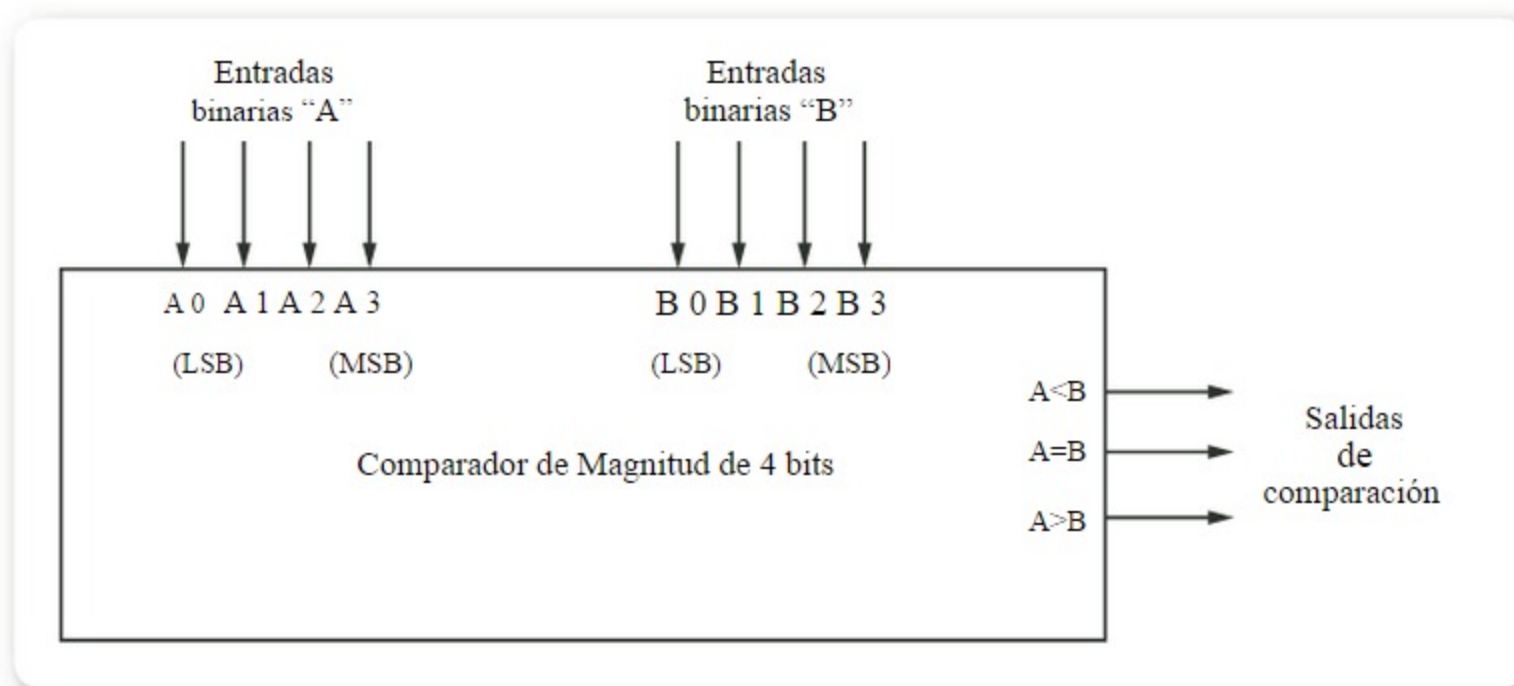 Entradas
binarias “A”
Entradas
binarias “B”
A 0 A 1 A 2 A 3
B 0 B 1 B 2 B 3
(LSB)
(MSB)
(LSB)
(MSB)
A<B
A=B
A>B
Salidas
de
comparación
Comparador de Magnitud de 4 bits